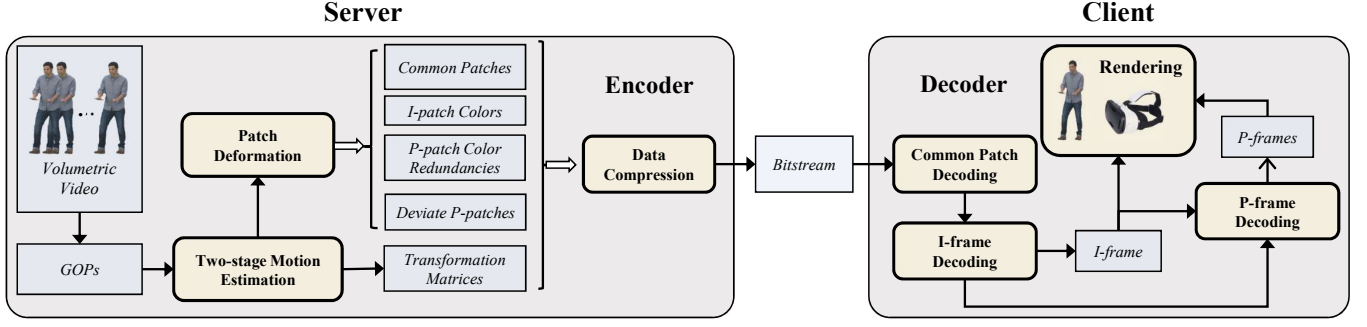 Server
Client
Volumetric
Video
GOPs
Patch
Deformation
Two-stage Motion
Estimation
Common Patches
I-patch Colors
P-patch Color
Redundancies
Deviate P-patches
Transformation
Matrices
Encoder
Data
Compression
Bitstream
Decoder
Common Patch
Decoding
I-frame
Decoding
I-frame
Rendering
P-frames
P-frame
Decoding